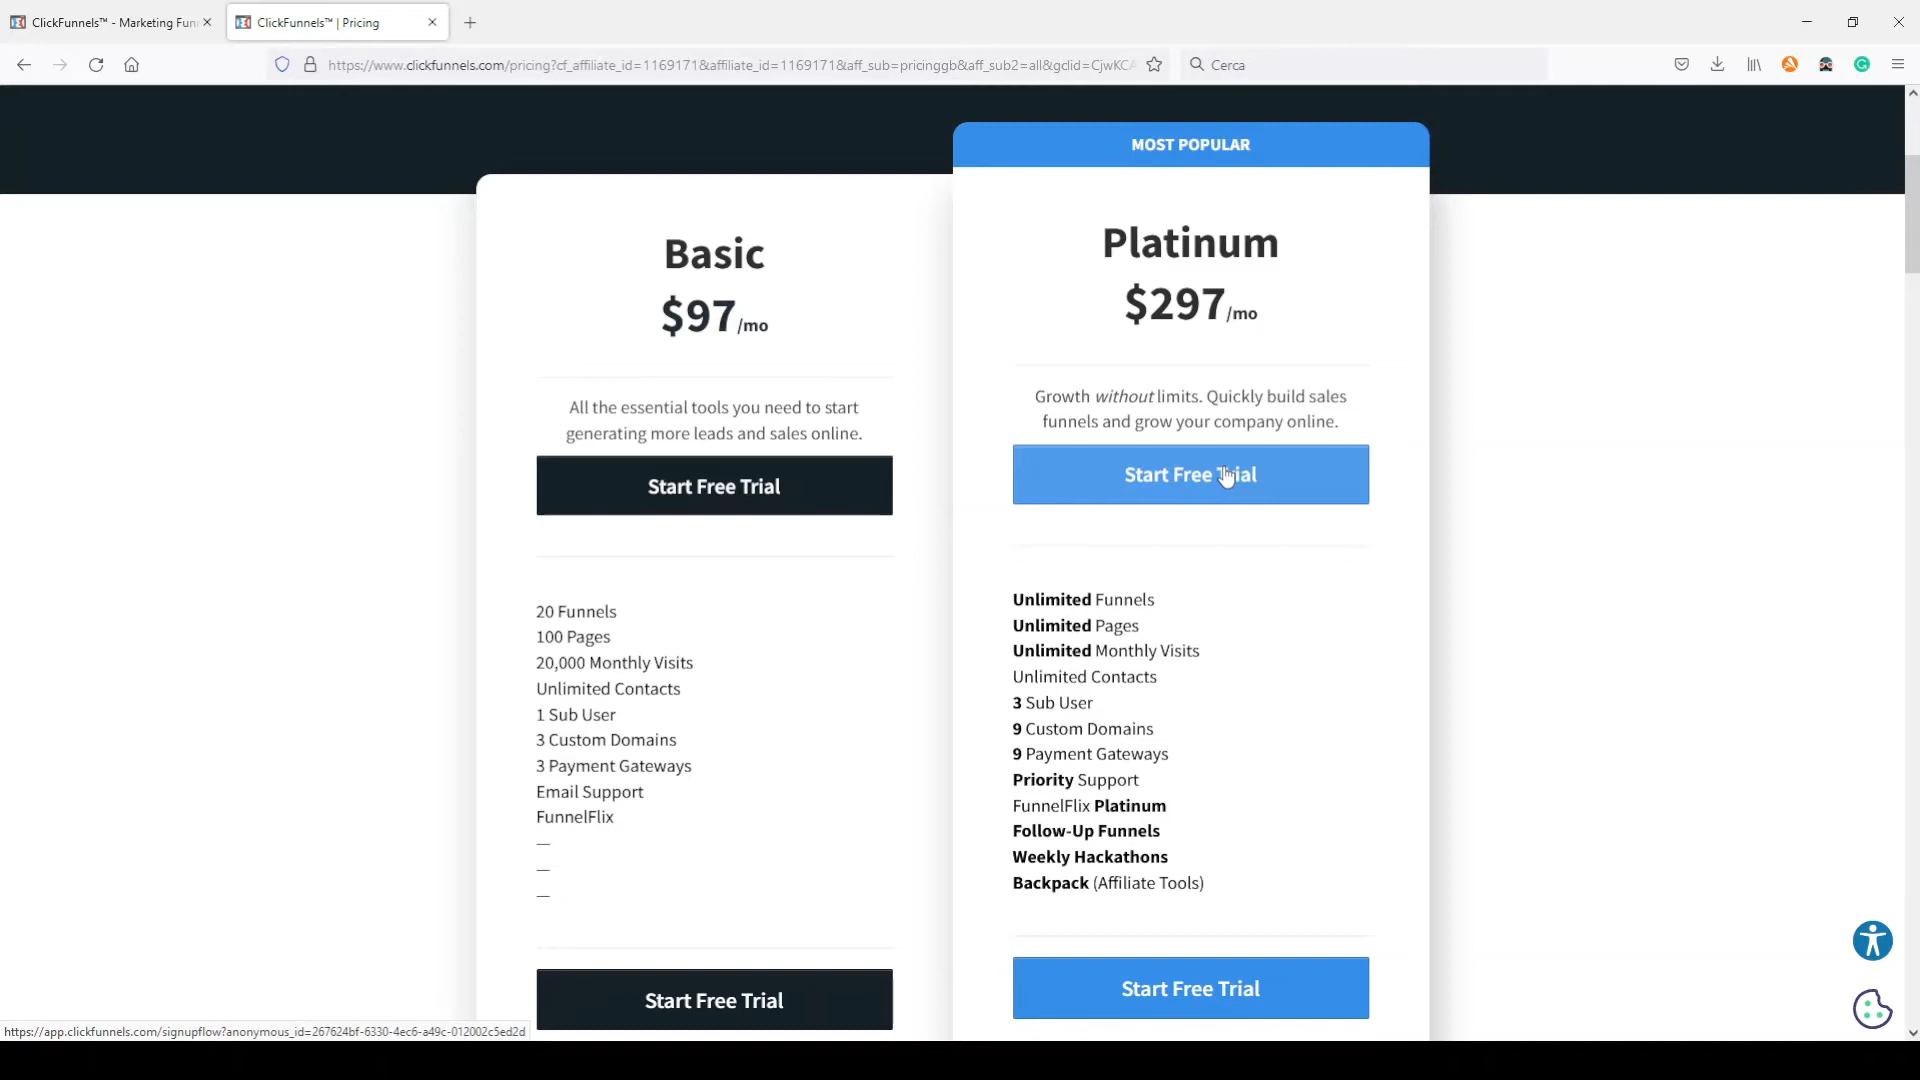 ClickFunnels™ - Marketing Fun
ClickFunnels™ | Pricing
https://www.clickfunnels.com/pricing?cf_affiliate_id=1169171&affiliate_id=1169171&aff_sub=pricinggb&aff_sub2=all&gclid=CjwKCA
Cerca
MOST POPULAR
Basic
$97/mo
All the essential tools you need to start
generating more leads and sales online.
Start Free Trial
20 Funnels
100 Pages
20,000 Monthly Visits
Unlimited Contacts
1 Sub User
3 Custom Domains
3 Payment Gateways
Email Support
FunnelFlix
—
—
—
Start Free Trial
Platinum
$297/mo
Growth without limits. Quickly build sales
funnels and grow your company online.
Start Free Trial
Unlimited Funnels
Unlimited Pages
Unlimited Monthly Visits
Unlimited Contacts
3 Sub User
9 Custom Domains
9 Payment Gateways
Priority Support
FunnelFlix Platinum
Follow-Up Funnels
Weekly Hackathons
Backpack (Affiliate Tools)
Start Free Trial
https://app.clickfunnels.com/signupflow?anonymous_id=267624bf-6330-4ec6-a49c-012002c5ed2d